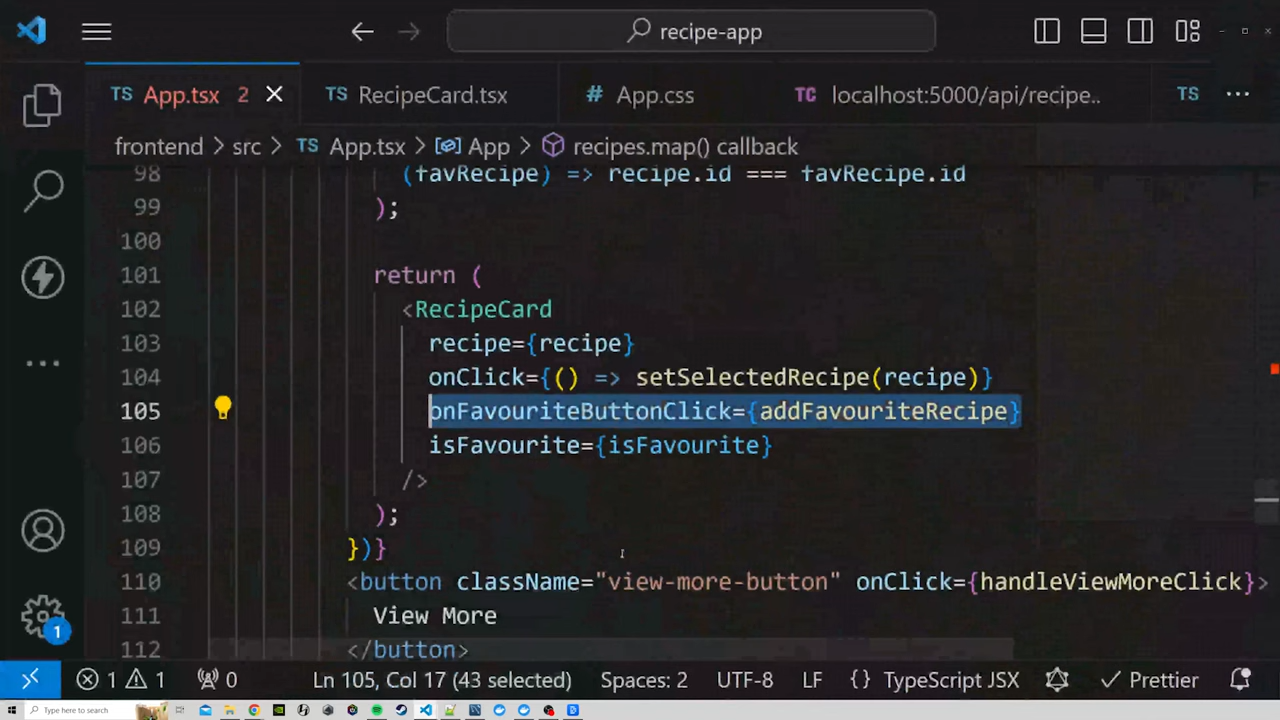 recipe-app
TS App.tsx 2
TS RecipeCard.tsx
# App.css
TC localhost:5000/api/recipe..
TS
frontend > src > TS App.tsx > App > recipes.map() callback
98 (favRecipe) => recipe.id === favRecipe.id
99 );
100
101 return (
102 <RecipeCard
103 recipe={recipe}
104 onClick={() => setSelectedRecipe(recipe)}
105 onFavouriteButtonClick={addFavouriteRecipe}
106 isFavourite={isFavourite}
107 />
108 );
109 })}
110 <button className="view-more-button" onClick={handleViewMoreClick}>
111 View More
112 </button>
1
1 1 0 Ln 105, Col 17 (43 selected) Spaces: 2 UTF-8 LF {} TypeScript JSX Prettier
Type here to search